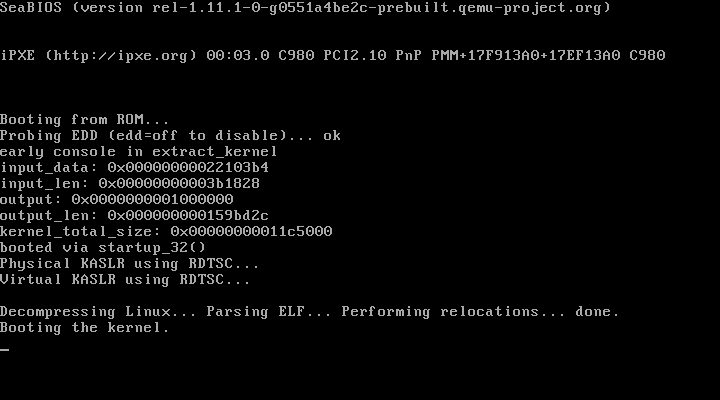 SeaBIOS (version rel-1.11.1-0-g0551a4be2c-prebuilt.qemu-project.org)
iPXE (http://ipxe.org) 00:03.0 C980 PCI2.10 PnP PMM+17F913A0+17EF13A0 C980
Booting from ROM...
Probing EDD (edd=off to disable)... ok
early console in extract_kernel
input_data: 0x00000000022103b4
input_len: 0x00000000003b1828
output: 0x0000000001000000
output_len: 0x000000000159bd2c
kernel_total_size: 0x00000000011c5000
booted via startup_32()
Physical KASLR using RDTSC...
Virtual KASLR using RDTSC...
Decompressing Linux... Parsing ELF... Performing relocations... done.
Booting the kernel.
_